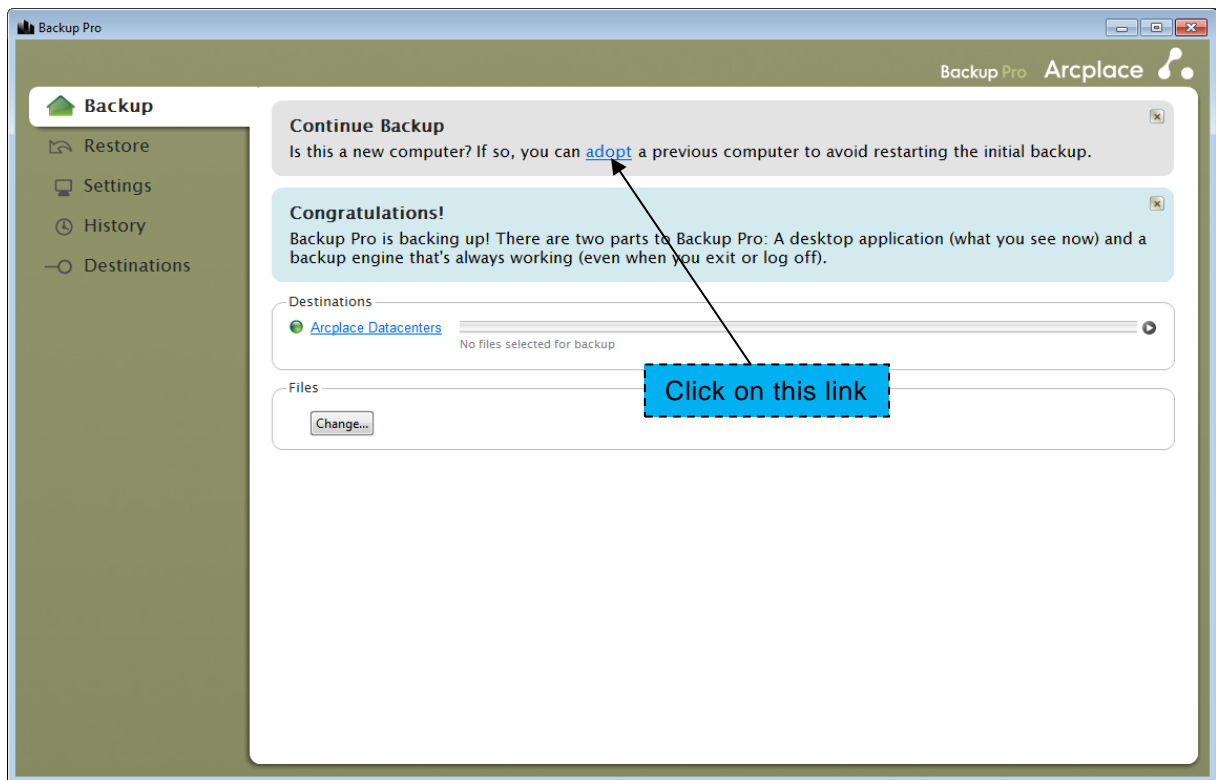 Backup Pro
Backup Pro Arcplace
Backup
Restore
Settings
History
Destinations
Continue Backup
Is this a new computer? If so, you can adopt a previous computer to avoid restarting the initial backup.
Congratulations!
Backup Pro is backing up! There are two parts to Backup Pro: A desktop application (what you see now) and a
backup engine that's always working (even when you exit or log off).
Destinations
Arcplace Datacenters
No files selected for backup
Click on this link
Files
Change...